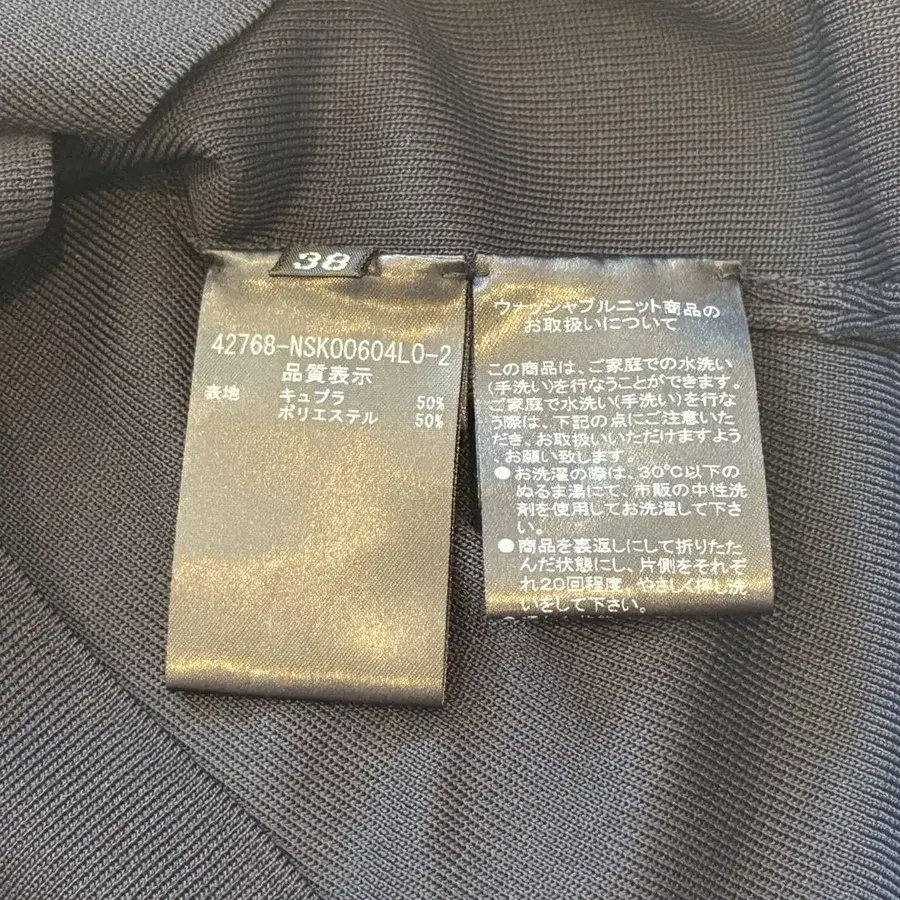 38
42768-NSK00604L0-2
品質表示
表地 キュプラ 50%
ポリエステル 50%
ウォッシャブルニット商品の
お取扱いについて
この商品は、ご家庭での水洗い
(手洗い)を行なうことができます。
ご家庭で水洗い(手洗い)を行な
う際は、下記の点にご注意いた
だき、お取扱いいただけますよう
、お願い致します。
●お洗濯の際は、30℃以下の
ぬるま湯にて、市販の中性洗
剤を使用してお洗濯して下さ
い。
●商品を裏返しにして折りたた
んだ状態にし、片側をそれぞ
れ20回程度、やさしく押し洗
いをして下さい。